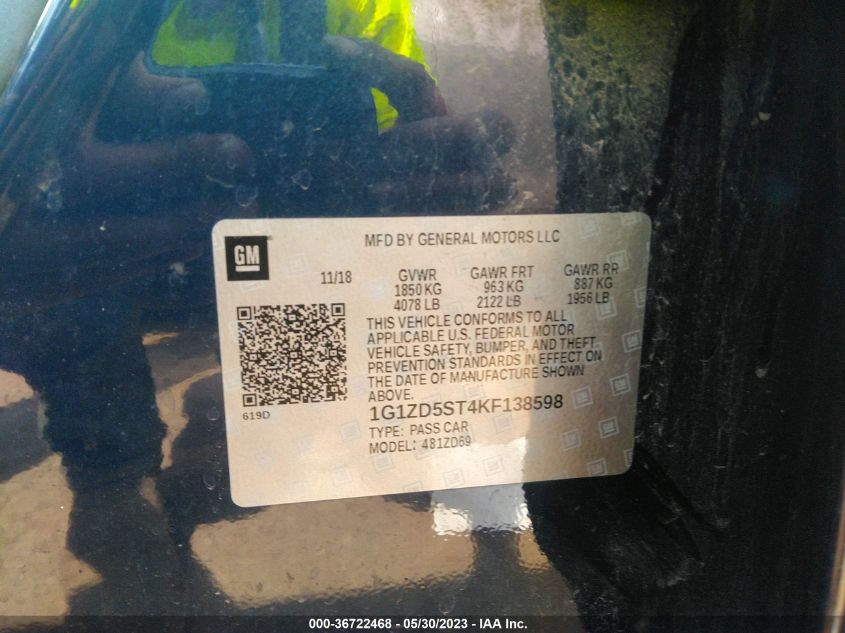 MFD BY GENERAL MOTORS LLC
GM
11/18
GVWR GAWR FRT GAWR RR
1850 KG 963 KG 887 KG
4078 LB 2122 LB 1956 LB
THIS VEHICLE CONFORMS TO ALL
APPLICABLE U.S. FEDERAL MOTOR
VEHICLE SAFETY, BUMPER, AND THEFT
PREVENTION STANDARDS IN EFFECT ON
THE DATE OF MANUFACTURE SHOWN
ABOVE.
619D
1G1ZD5ST4KF138598
TYPE: PASS CAR
MODEL: 481ZD69
000-36722468 - 05/30/2023 - IAA Inc.